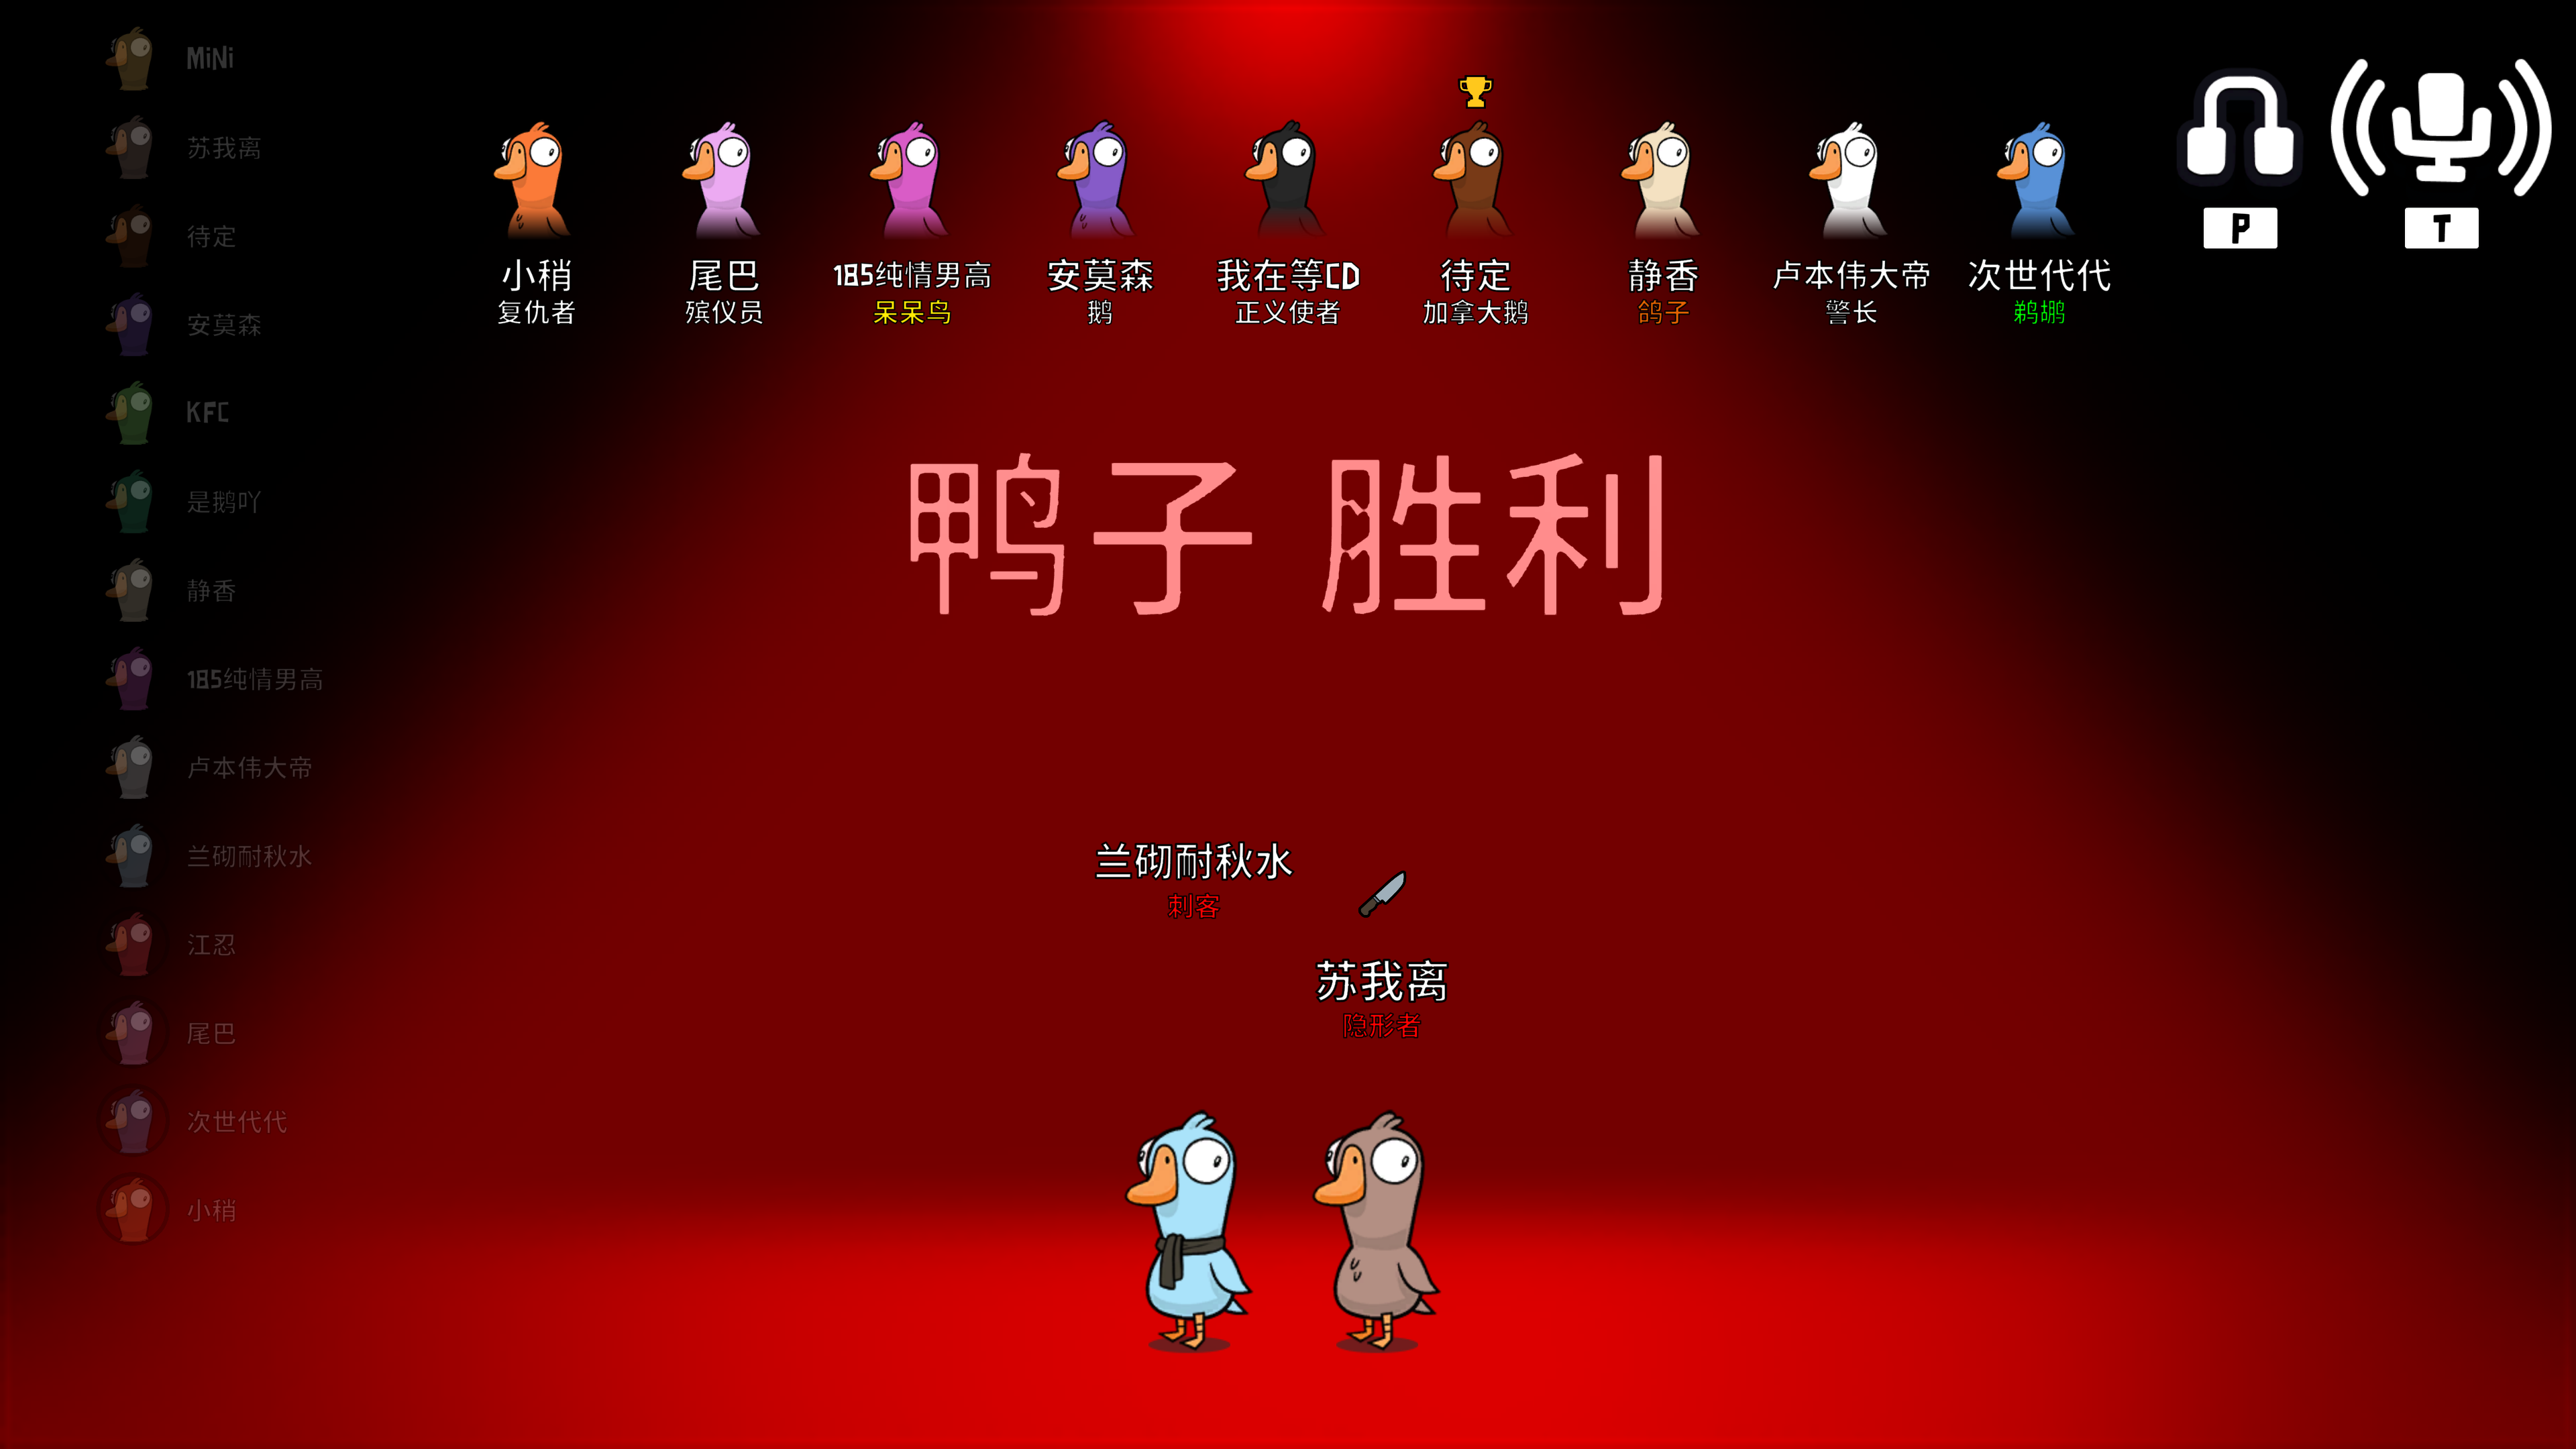 MiNi
苏我离
待定
安莫森
KFC
是鹅吖
静香
185纯情男高
卢本伟大帝
兰砌耐秋水
江忍
尾巴
次世代代
小稍
小稍
复仇者
尾巴
殡仪员
185纯情男高
呆呆鸟
安莫森
鹅
我在等CD
正义使者
待定
加拿大鹅
静香
鸽子
卢本伟大帝
警长
次世代代
鹈鹕
P
T
鸭子 胜利
兰砌耐秋水
刺客
苏我离
隐形者